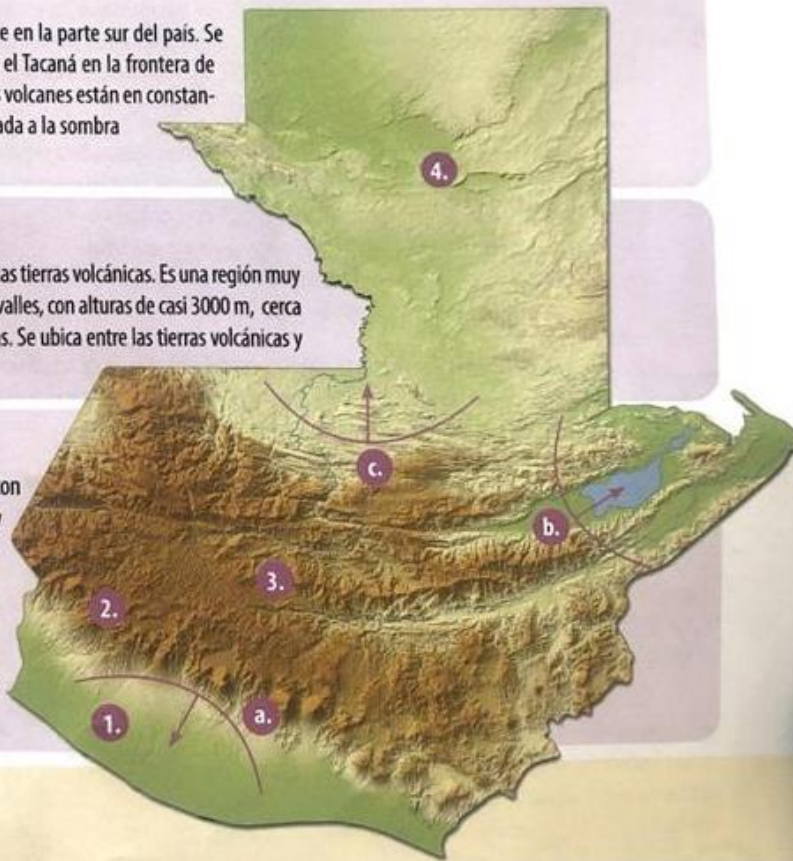 e en la parte sur del país. Se
el Tacaná en la frontera de
s volcanes están en constan-
ada a la sombra
as tierras volcánicas. Es una región muy
valles, con alturas de casi 3000 m, cerca
as. Se ubica entre las tierras volcánicas y
on
4.
c.
b.
3.
2.
1.
a.